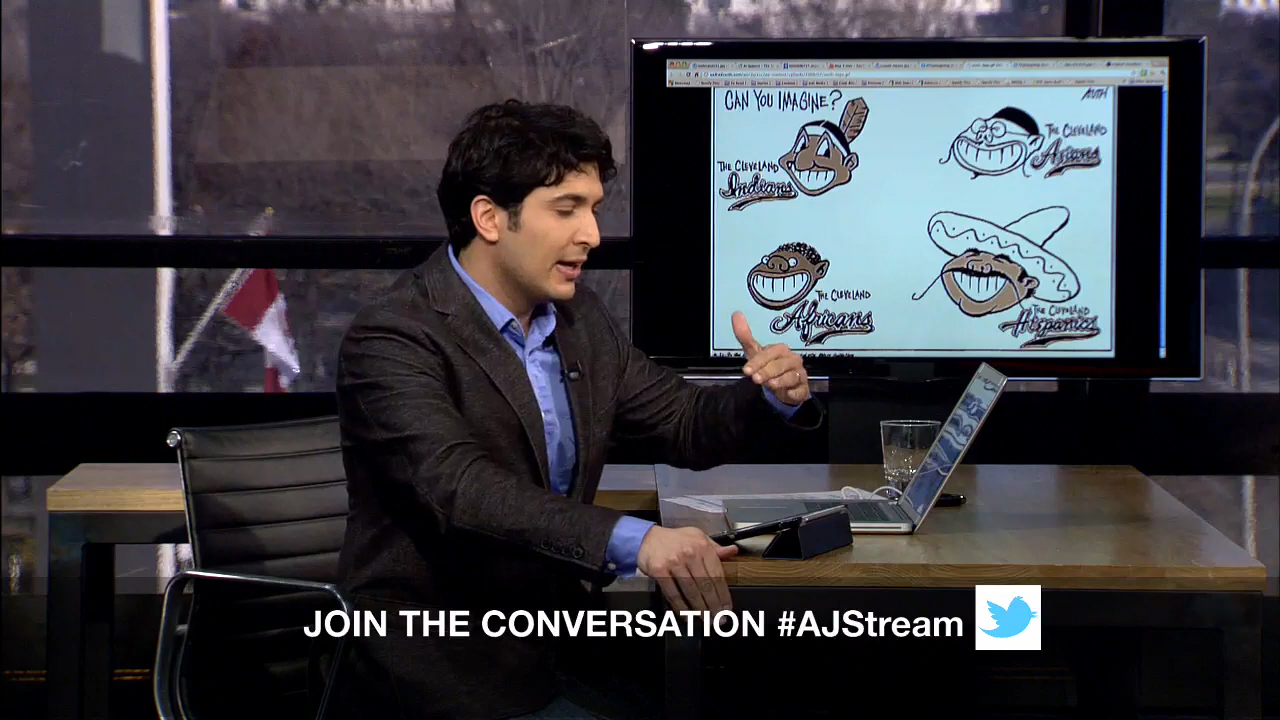 CAN YOU IMAGINE?
AUTH
THE CLEVELAND
Indians
THE CLEVELAND
Asians
THE CLEVELAND
Africans
THE CLEVELAND
Hispanics
JOIN THE CONVERSATION #AJStream